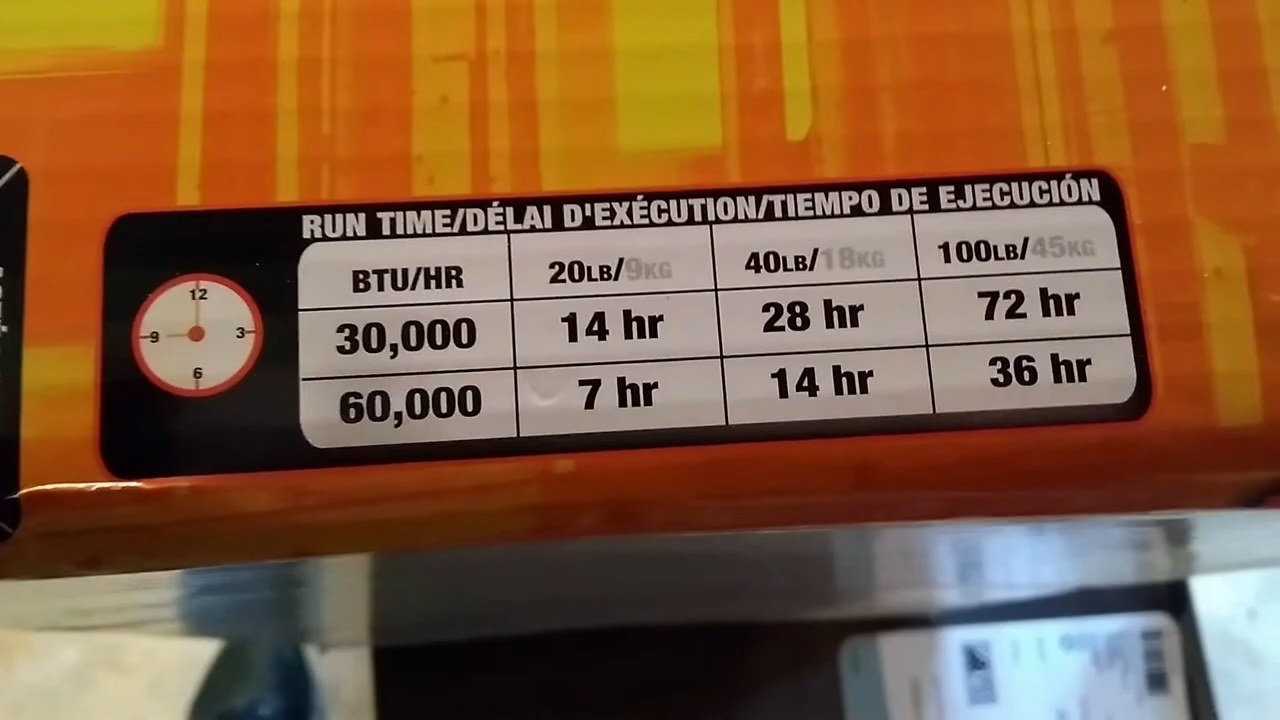 RUN TIME/DÉLAI D'EXÉCUTION/TIEMPO DE EJECUCIÓN
BTU/HR 20LB/9KG 40LB/18KG 100LB/45KG
30,000 14 hr 28 hr 72 hr
60,000 7 hr 14 hr 36 hr
12
9 3
6